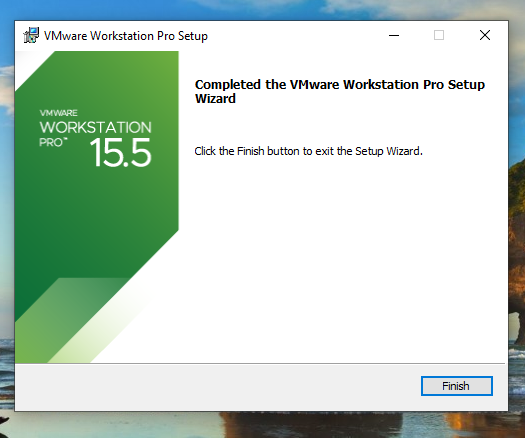 VMware Workstation Pro Setup
Completed the VMware Workstation Pro Setup
Wizard
VMWARE
WORKSTATION
PRO™ 15.5
Click the Finish button to exit the Setup Wizard.
Finish